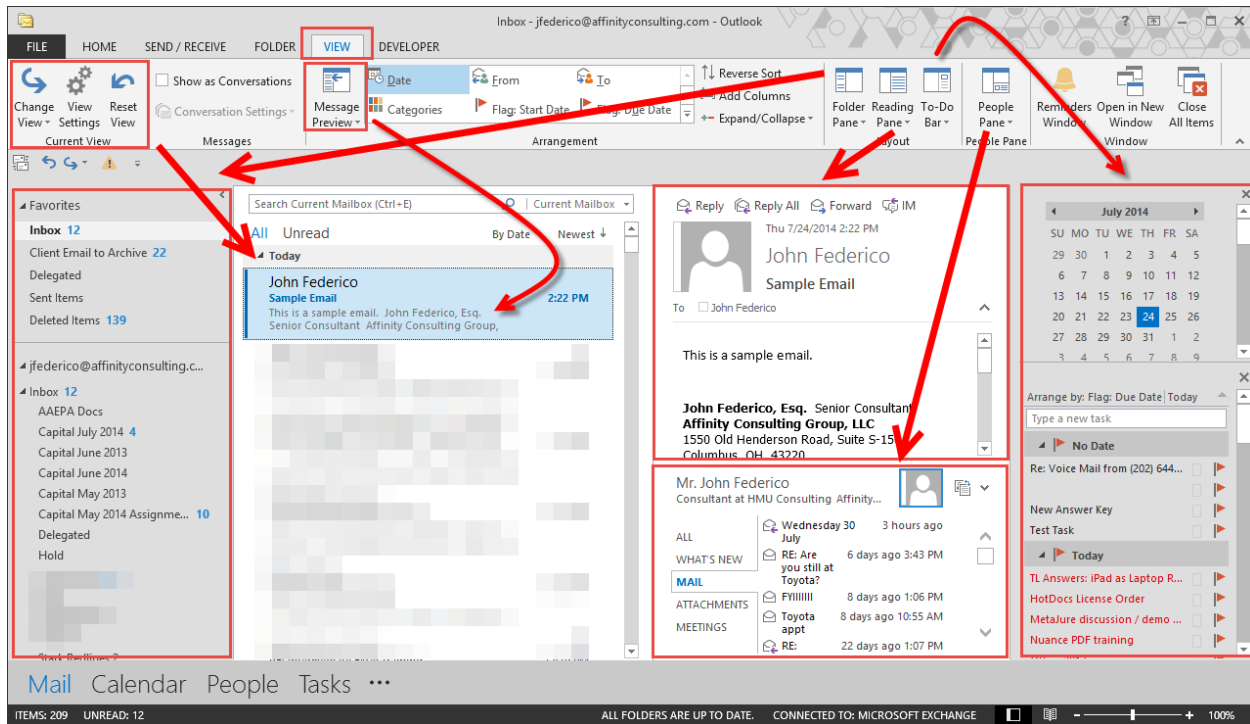 Inbox - jfederico@affinityconsulting.com - Outlook
FILE HOME SEND / RECEIVE FOLDER VIEW DEVELOPER
Change View View Settings Reset View
Current View
Show as Conversations
Conversation Settings
Messages
Message Preview
Date From To
Categories Flag: Start Date Flag: Due Date
Reverse Sort
Add Columns
Expand/Collapse
Arrangement
Folder Pane Reading Pane To-Do Bar
Layout
People Pane
People Pane
Reminders Window Open in New Window Close All Items
Window
Favorites
Inbox 12
Client Email to Archive 22
Delegated
Sent Items
Deleted Items 139
jfederico@affinityconsulting.c...
Inbox 12
AAEPA Docs
Capital July 2014 4
Capital June 2013
Capital June 2014
Capital May 2013
Capital May 2014 Assignme... 10
Delegated
Hold
Search Current Mailbox (Ctrl+E) Current Mailbox
All Unread By Date Newest ↓
Today
John Federico
Sample Email 2:22 PM
This is a sample email. John Federico, Esq.
Senior Consultant Affinity Consulting Group,
Reply Reply All Forward IM
Thu 7/24/2014 2:22 PM
John Federico
Sample Email
To John Federico
This is a sample email.
John Federico, Esq. Senior Consultant
Affinity Consulting Group, LLC
1550 Old Henderson Road, Suite S-15
Columbus, OH 43220
Mr. John Federico
Consultant at HMU Consulting Affinity...
ALL
WHAT'S NEW
MAIL
ATTACHMENTS
MEETINGS
Wednesday 30 July 3 hours ago
RE: Are you still at Toyota? 6 days ago 3:43 PM
FYIIIIIII 8 days ago 1:06 PM
Toyota appt 8 days ago 10:55 AM
RE: 22 days ago 1:07 PM
July 2014
SU MO TU WE TH FR SA
29 30 1 2 3 4 5
6 7 8 9 10 11 12
13 14 15 16 17 18 19
20 21 22 23 24 25 26
27 28 29 30 31 1 2
3 4 5 6 7 8 9
Arrange by: Flag: Due Date Today
Type a new task
No Date
Re: Voice Mail from (202) 644...
New Answer Key
Test Task
Today
TL Answers: iPad as Laptop R...
HotDocs License Order
MetaJure discussion / demo ...
Nuance PDF training
Mail Calendar People Tasks •••
ITEMS: 209 UNREAD: 12 ALL FOLDERS ARE UP TO DATE. CONNECTED TO: MICROSOFT EXCHANGE 100%